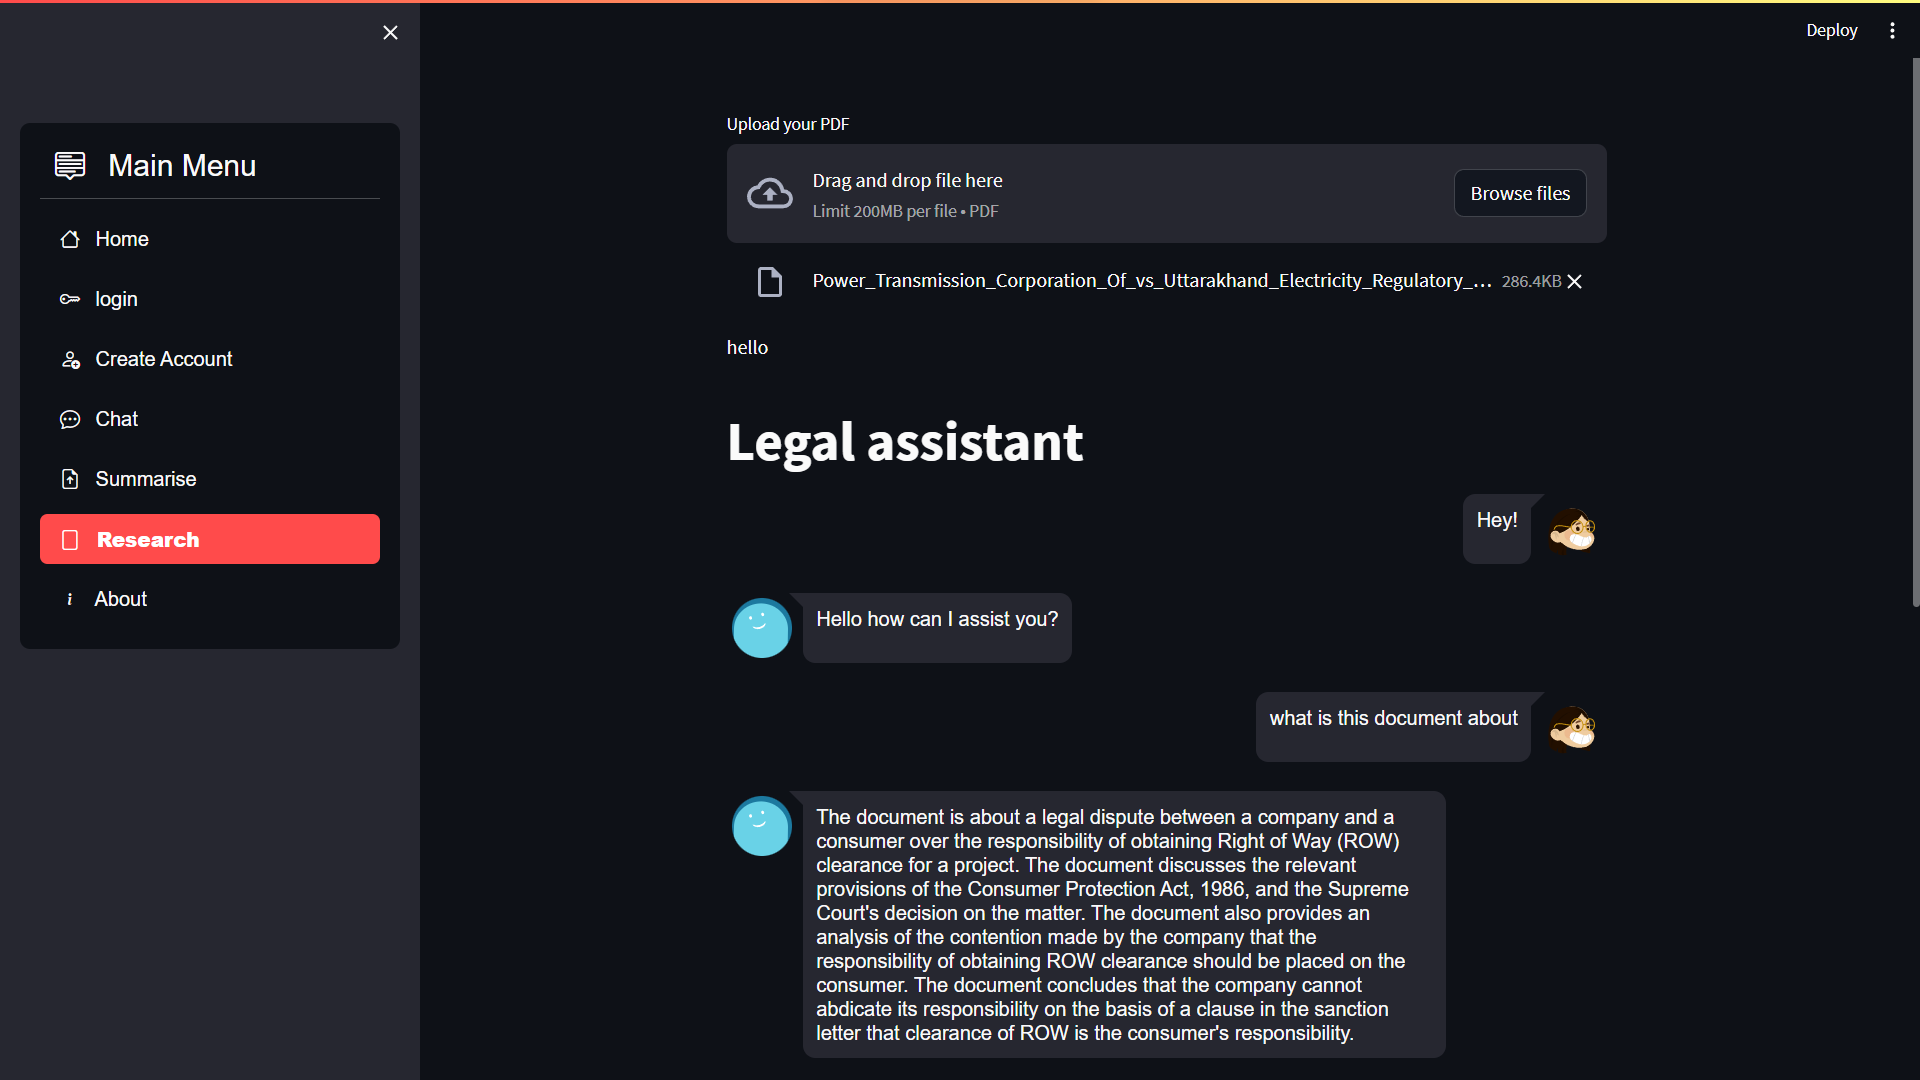 Deploy
Main Menu
Home
login
Create Account
Chat
Summarise
Research
About
Upload your PDF
Drag and drop file here
Limit 200MB per file • PDF
Browse files
Power_Transmission_Corporation_Of_vs_Uttarakhand_Electricity_Regulatory_... 286.4KB
hello
Legal assistant
Hey!
Hello how can I assist you?
what is this document about
The document is about a legal dispute between a company and a
consumer over the responsibility of obtaining Right of Way (ROW)
clearance for a project. The document discusses the relevant
provisions of the Consumer Protection Act, 1986, and the Supreme
Court's decision on the matter. The document also provides an
analysis of the contention made by the company that the
responsibility of obtaining ROW clearance should be placed on the
consumer. The document concludes that the company cannot
abdicate its responsibility on the basis of a clause in the sanction
letter that clearance of ROW is the consumer's responsibility.